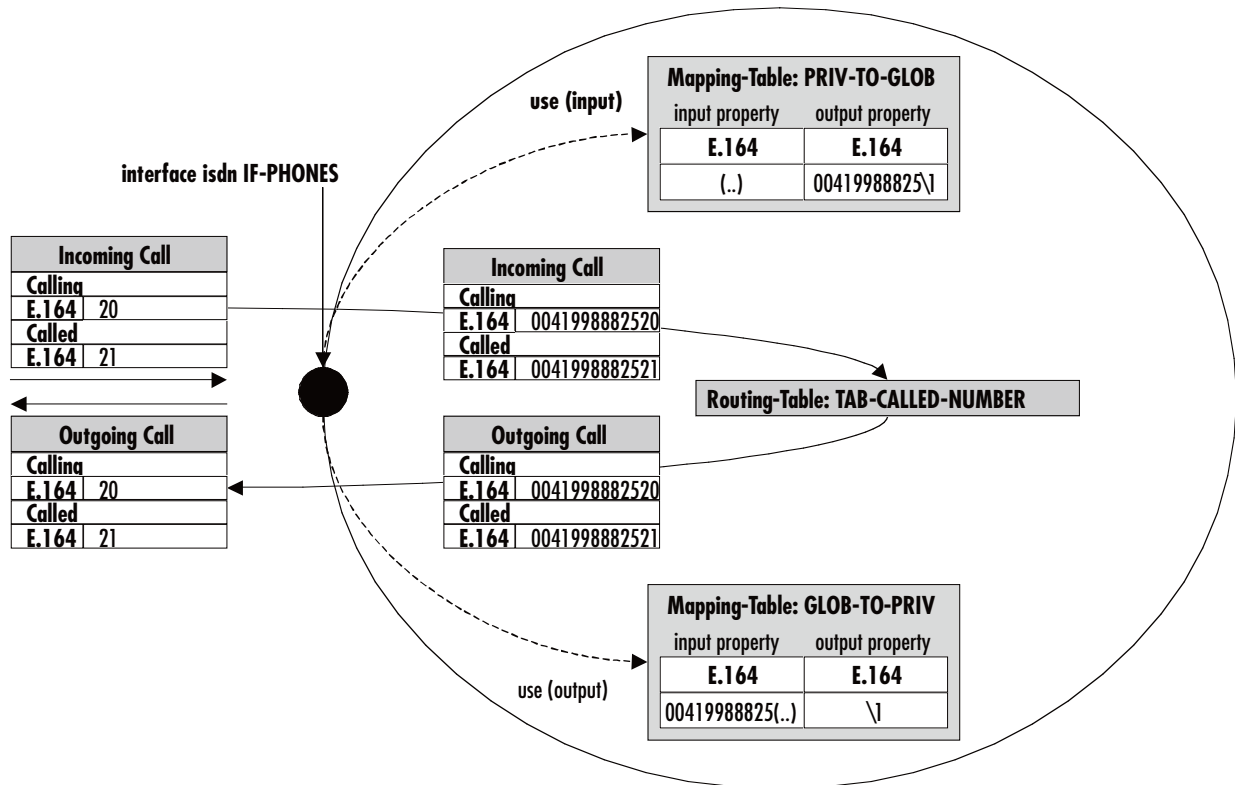 Mapping-Table: PRIV-TO-GLOB
input property output property
E.164 E.164
(..) 00419988825\1
use (input)
interface isdn IF-PHONES
Incoming Call
Calling
E.164 20
Called
E.164 21
Incoming Call
Calling
E.164 0041998882520
Called
E.164 0041998882521
Routing-Table: TAB-CALLED-NUMBER
Outgoing Call
Calling
E.164 20
Called
E.164 21
Outgoing Call
Calling
E.164 0041998882520
Called
E.164 0041998882521
use (output)
Mapping-Table: GLOB-TO-PRIV
input property output property
E.164 E.164
00419988825(..) \1